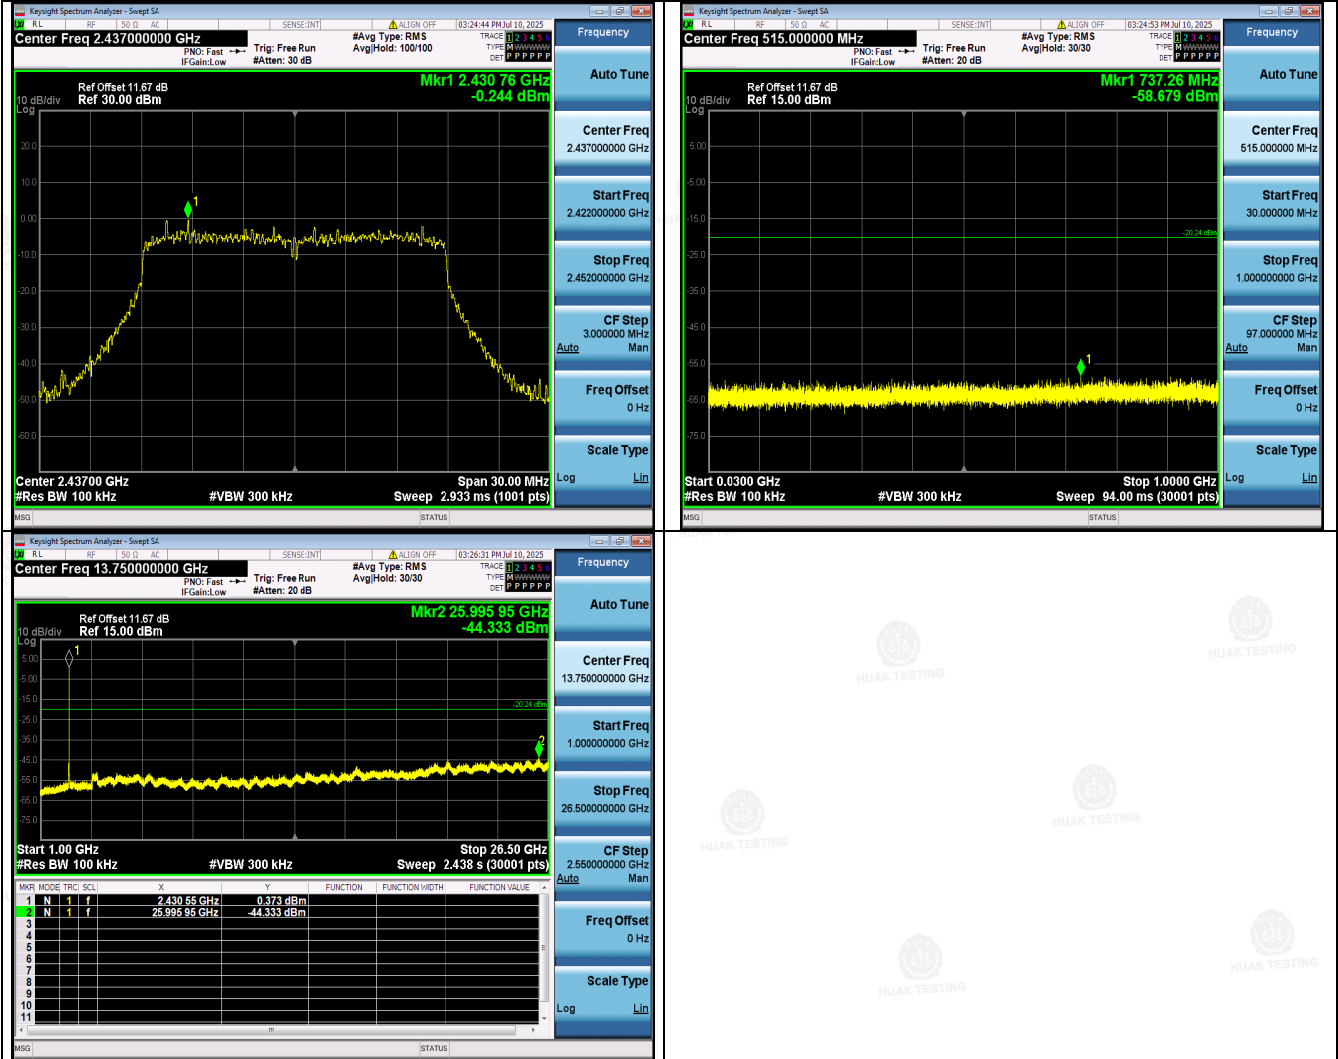 Keysight Spectrum Analyzer - Swept SA
RL RF 50 Ω AC SENSE:INT ALIGN OFF 03:24:44 PM Jul 10, 2025
Center Freq 2.437000000 GHz
PNO: Fast
IFGain:Low
Trig: Free Run
#Atten: 30 dB
#Avg Type: RMS
Avg|Hold: 100/100
TRACE 1 2 3 4 5 6
TYPE M W W W W W
DET P P P P P P
Mkr1 2.430 76 GHz
-0.244 dBm
Ref Offset 11.67 dB
Ref 30.00 dBm
10 dB/div
Log
20.0
10.0
0.00
-10.0
-20.0
-30.0
-40.0
-50.0
-60.0
1
Center 2.43700 GHz Span 30.00 MHz
#Res BW 100 kHz #VBW 300 kHz Sweep 2.933 ms (1001 pts)
MSG STATUS
Frequency
Auto Tune
Center Freq
2.437000000 GHz
Start Freq
2.422000000 GHz
Stop Freq
2.452000000 GHz
CF Step
3.000000 MHz
Auto Man
Freq Offset
0 Hz
Scale Type
Log Lin
Keysight Spectrum Analyzer - Swept SA
RL RF 50 Ω AC SENSE:INT ALIGN OFF 03:24:53 PM Jul 10, 2025
Center Freq 515.000000 MHz
PNO: Fast
IFGain:Low
Trig: Free Run
#Atten: 20 dB
#Avg Type: RMS
Avg|Hold: 30/30
TRACE 1 2 3 4 5 6
TYPE M W W W W W
DET P P P P P P
Mkr1 737.26 MHz
-58.679 dBm
Ref Offset 11.67 dB
Ref 15.00 dBm
10 dB/div
Log
5.00
-5.00
-15.0
-25.0
-35.0
-45.0
-55.0
-65.0
-75.0
-20.24 dBm
1
Start 0.0300 GHz Stop 1.0000 GHz
#Res BW 100 kHz #VBW 300 kHz Sweep 94.00 ms (30001 pts)
MSG STATUS
Frequency
Auto Tune
Center Freq
515.000000 MHz
Start Freq
30.000000 MHz
Stop Freq
1.000000000 GHz
CF Step
97.000000 MHz
Auto Man
Freq Offset
0 Hz
Scale Type
Log Lin
Keysight Spectrum Analyzer - Swept SA
RL RF 50 Ω AC SENSE:INT ALIGN OFF 03:26:31 PM Jul 10, 2025
Center Freq 13.750000000 GHz
PNO: Fast
IFGain:Low
Trig: Free Run
#Atten: 20 dB
#Avg Type: RMS
Avg|Hold: 30/30
TRACE 1 2 3 4 5 6
TYPE M W W W W W
DET P P P P P P
Mkr2 25.995 95 GHz
-44.333 dBm
Ref Offset 11.67 dB
Ref 15.00 dBm
10 dB/div
Log
5.00
-5.00
-15.0
-25.0
-35.0
-45.0
-55.0
-65.0
-75.0
-20.24 dBm
1
2
Start 1.00 GHz Stop 26.50 GHz
#Res BW 100 kHz #VBW 300 kHz Sweep 2.438 s (30001 pts)
MKR MODE TRC SCL X Y FUNCTION FUNCTION WIDTH FUNCTION VALUE
1 N 1 f 2.430 55 GHz 0.373 dBm
2 N 1 f 25.995 95 GHz -44.333 dBm
3
4
5
6
7
8
9
10
11
MSG STATUS
Frequency
Auto Tune
Center Freq
13.750000000 GHz
Start Freq
1.000000000 GHz
Stop Freq
26.500000000 GHz
CF Step
2.550000000 GHz
Auto Man
Freq Offset
0 Hz
Scale Type
Log Lin
HUAK TESTING
HUAK TESTING
HUAK TESTING
HUAK TESTING
HUAK TESTING
HUAK TESTING